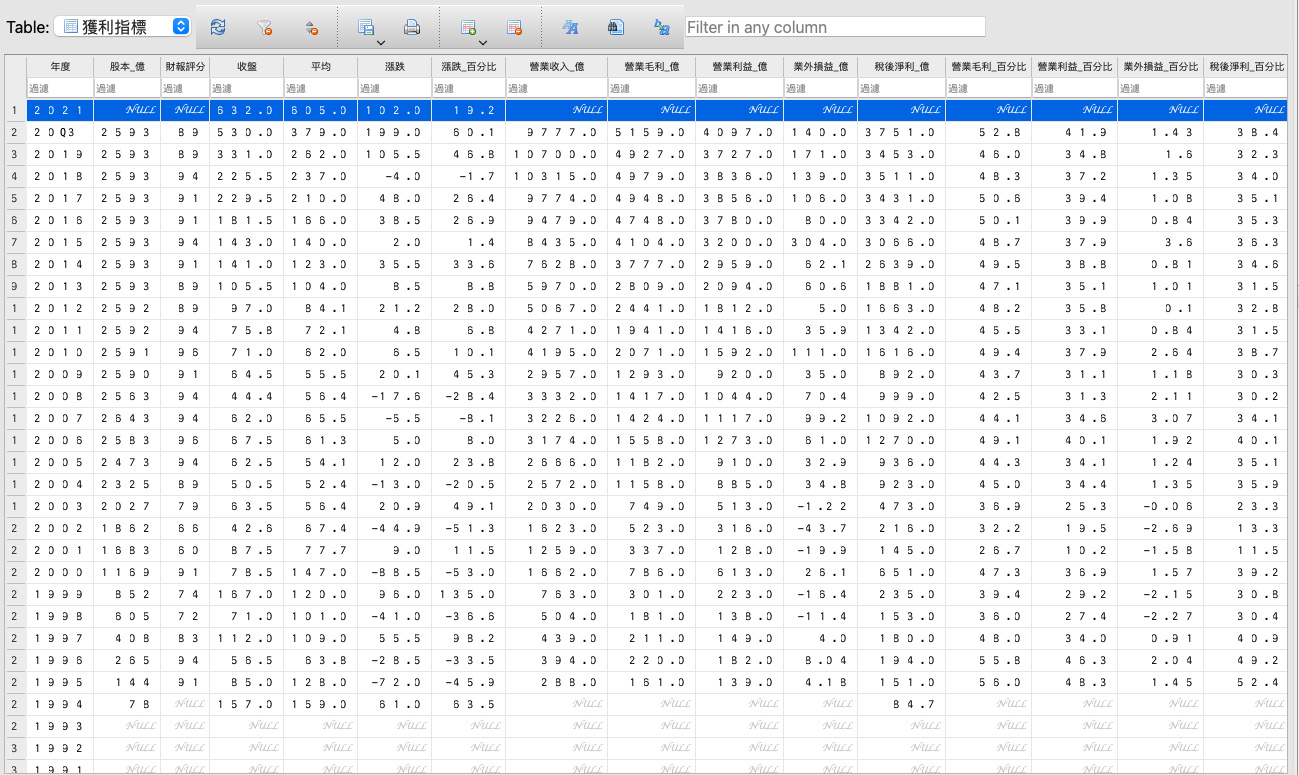 Table: 獲利指標 Filter in any column
年度 股本_億 財報評分 收盤 平均 漲跌 漲跌_百分比 營業收入_億 營業毛利_億 營業利益_億 業外損益_億 稅後淨利_億 營業毛利_百分比 營業利益_百分比 業外損益_百分比 稅後淨利_百分比
過濾 過濾 過濾 過濾 過濾 過濾 過濾 過濾 過濾 過濾 過濾 過濾 過濾 過濾 過濾 過濾
1 2021 NULL NULL 632.0 605.0 102.0 19.2 NULL NULL NULL NULL NULL NULL NULL NULL NULL
2 20Q3 2593 89 530.0 379.0 199.0 60.1 9777.0 5159.0 4097.0 140.0 3751.0 52.8 41.9 1.43 38.4
3 2019 2593 89 331.0 262.0 105.5 46.8 10700.0 4927.0 3727.0 171.0 3453.0 46.0 34.8 1.6 32.3
4 2018 2593 94 225.5 237.0 -4.0 -1.7 10315.0 4979.0 3836.0 139.0 3511.0 48.3 37.2 1.35 34.0
5 2017 2593 91 229.5 210.0 48.0 26.4 9774.0 4948.0 3856.0 106.0 3431.0 50.6 39.4 1.08 35.1
6 2016 2593 91 181.5 166.0 38.5 26.9 9479.0 4748.0 3780.0 80.0 3342.0 50.1 39.9 0.84 35.3
7 2015 2593 94 143.0 140.0 2.0 1.4 8435.0 4104.0 3200.0 304.0 3066.0 48.7 37.9 3.6 36.3
8 2014 2593 91 141.0 123.0 35.5 33.6 7628.0 3777.0 2959.0 62.1 2639.0 49.5 38.8 0.81 34.6
9 2013 2593 89 105.5 104.0 8.5 8.8 5970.0 2809.0 2094.0 60.6 1881.0 47.1 35.1 1.01 31.5
1 2012 2592 89 97.0 84.1 21.2 28.0 5067.0 2441.0 1812.0 5.0 1663.0 48.2 35.8 0.1 32.8
1 2011 2592 94 75.8 72.1 4.8 6.8 4271.0 1941.0 1416.0 35.9 1342.0 45.5 33.1 0.84 31.5
1 2010 2591 96 71.0 62.0 6.5 10.1 4195.0 2071.0 1592.0 111.0 1616.0 49.4 37.9 2.64 38.7
1 2009 2590 91 64.5 55.5 20.1 45.3 2957.0 1293.0 920.0 35.0 892.0 43.7 31.1 1.18 30.3
1 2008 2563 94 44.4 56.4 -17.6 -28.4 3332.0 1417.0 1044.0 70.4 999.0 42.5 31.3 2.11 30.2
1 2007 2643 94 62.0 65.5 -5.5 -8.1 3226.0 1424.0 1117.0 99.2 1092.0 44.1 34.6 3.07 34.1
1 2006 2583 96 67.5 61.3 5.0 8.0 3174.0 1558.0 1273.0 61.0 1270.0 49.1 40.1 1.92 40.1
1 2005 2473 94 62.5 54.1 12.0 23.8 2666.0 1182.0 910.0 32.9 936.0 44.3 34.1 1.24 35.1
1 2004 2325 89 50.5 52.4 -13.0 -20.5 2572.0 1158.0 885.0 34.8 923.0 45.0 34.4 1.35 35.9
1 2003 2027 79 63.5 56.4 20.9 49.1 2030.0 749.0 513.0 -1.22 473.0 36.9 25.3 -0.06 23.3
2 2002 1862 66 42.6 67.4 -44.9 -51.3 1623.0 523.0 316.0 -43.7 216.0 32.2 19.5 -2.69 13.3
2 2001 1683 60 87.5 77.7 9.0 11.5 1259.0 337.0 128.0 -19.9 145.0 26.7 10.2 -1.58 11.5
2 2000 1169 91 78.5 147.0 -88.5 -53.0 1662.0 786.0 613.0 26.1 651.0 47.3 36.9 1.57 39.2
2 1999 852 74 167.0 120.0 96.0 135.0 763.0 301.0 223.0 -16.4 235.0 39.4 29.2 -2.15 30.8
2 1998 605 72 71.0 101.0 -41.0 -36.6 504.0 181.0 138.0 -11.4 153.0 36.0 27.4 -2.27 30.4
2 1997 408 83 112.0 109.0 55.5 98.2 439.0 211.0 149.0 4.0 180.0 48.0 34.0 0.91 40.9
2 1996 265 94 56.5 63.8 -28.5 -33.5 394.0 220.0 182.0 8.04 194.0 55.8 46.3 2.04 49.2
2 1995 144 91 85.0 128.0 -72.0 -45.9 288.0 161.0 139.0 4.18 151.0 56.0 48.3 1.45 52.4
2 1994 78 NULL 157.0 159.0 61.0 63.5 NULL NULL NULL NULL 84.7 NULL NULL NULL NULL
2 1993 NULL NULL NULL NULL NULL NULL NULL NULL NULL NULL NULL NULL NULL NULL NULL
3 1992 NULL NULL NULL NULL NULL NULL NULL NULL NULL NULL NULL NULL NULL NULL NULL
3 1991 NULL NULL NULL NULL NULL NULL NULL NULL NULL NULL NULL NULL NULL NULL NULL